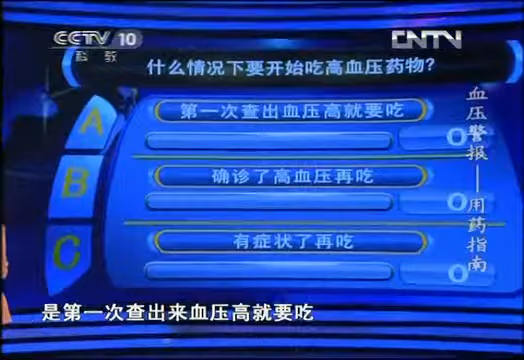 CCTV 10
科教
CNTV
什么情况下要开始吃高血压药物?
A
第一次查出血压高就要吃
0
B
确诊了高血压再吃
0
C
有症状了再吃
0
血压警报——用药指南
是第一次查出来血压高就要吃